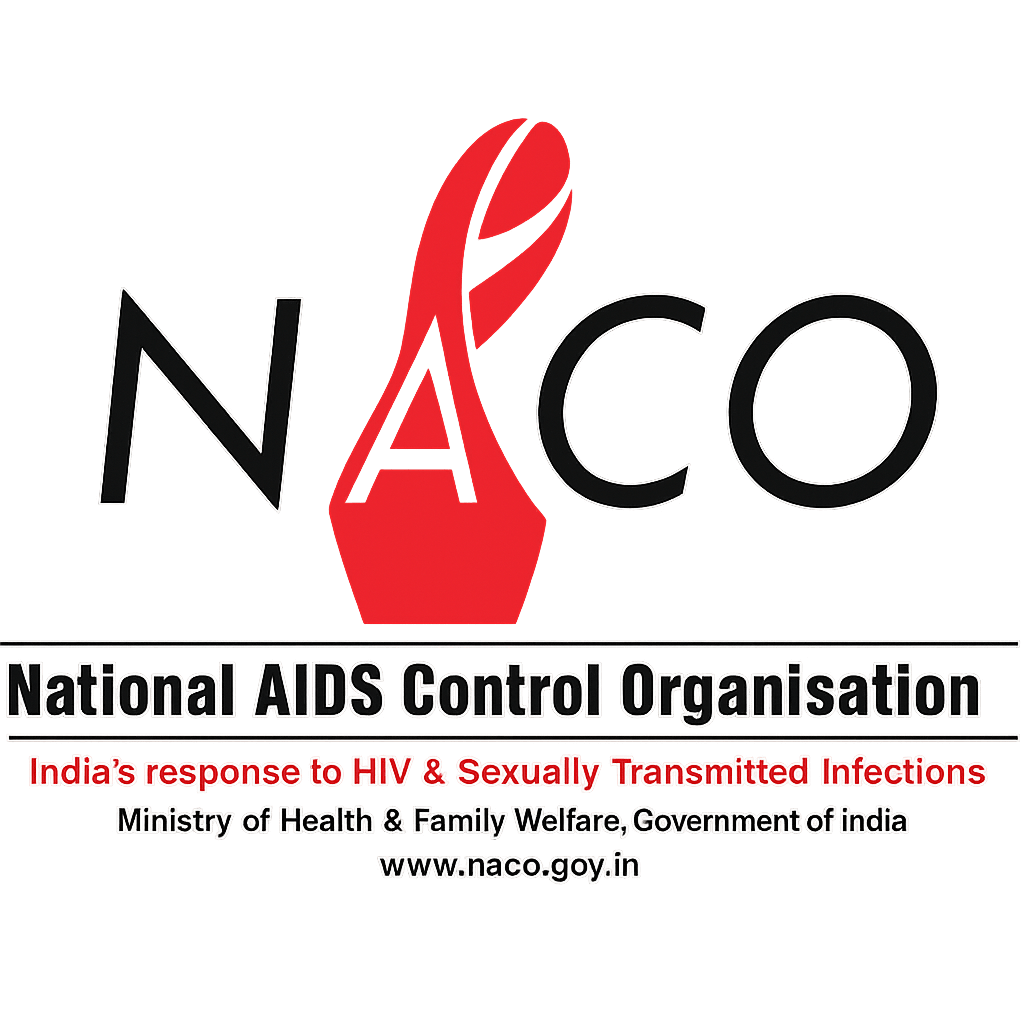 NACO
National AIDS Control Organisation
India's response to HIV & Sexually Transmitted Infections
Ministry of Health & Family Welfare, Government of india
www.naco.goy.in